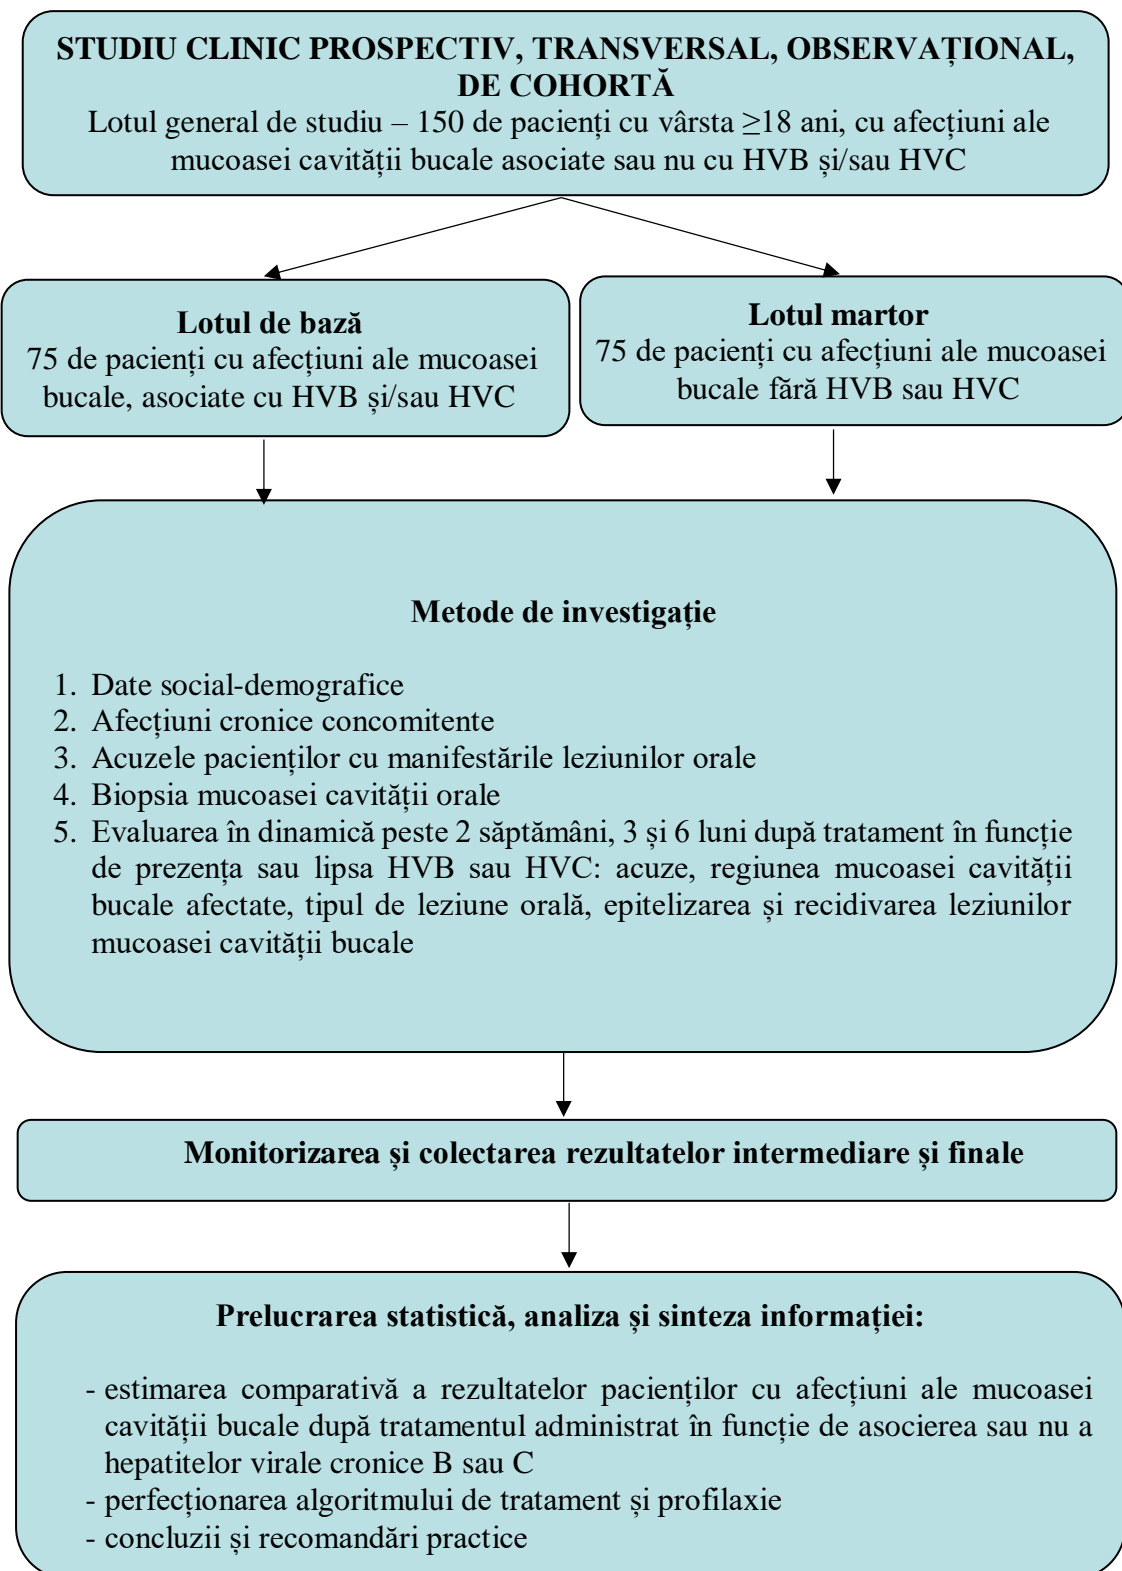 STUDIU CLINIC PROSPECTIV, TRANSVERSAL, OBSERVAȚIONAL,
DE COHORTĂ
Lotul general de studiu – 150 de pacienți cu vârsta ≥18 ani, cu afecțiuni ale
mucoasei cavității bucale asociate sau nu cu HVB și/sau HVC
Lotul de bază
75 de pacienți cu afecțiuni ale mucoasei
bucale, asociate cu HVB și/sau HVC
Lotul martor
75 de pacienți cu afecțiuni ale mucoasei
bucale fără HVB sau HVC
Metode de investigație
1. Date social-demografice
2. Afecțiuni cronice concomitente
3. Acuzele pacienților cu manifestările leziunilor orale
4. Biopsia mucoasei cavității orale
5. Evaluarea în dinamică peste 2 săptămâni, 3 și 6 luni după tratament în funcție
de prezența sau lipsa HVB sau HVC: acuze, regiunea mucoasei cavității
bucale afectate, tipul de leziune orală, epitelizarea și recidivarea leziunilor
mucoasei cavității bucale
Monitorizarea și colectarea rezultatelor intermediare și finale
Prelucrarea statistică, analiza și sinteza informației:
- estimarea comparativă a rezultatelor pacienților cu afecțiuni ale mucoasei
cavității bucale după tratamentul administrat în funcție de asocierea sau nu a
hepatitelor virale cronice B sau C
- perfecționarea algoritmului de tratament și profilaxie
- concluzii și recomandări practice